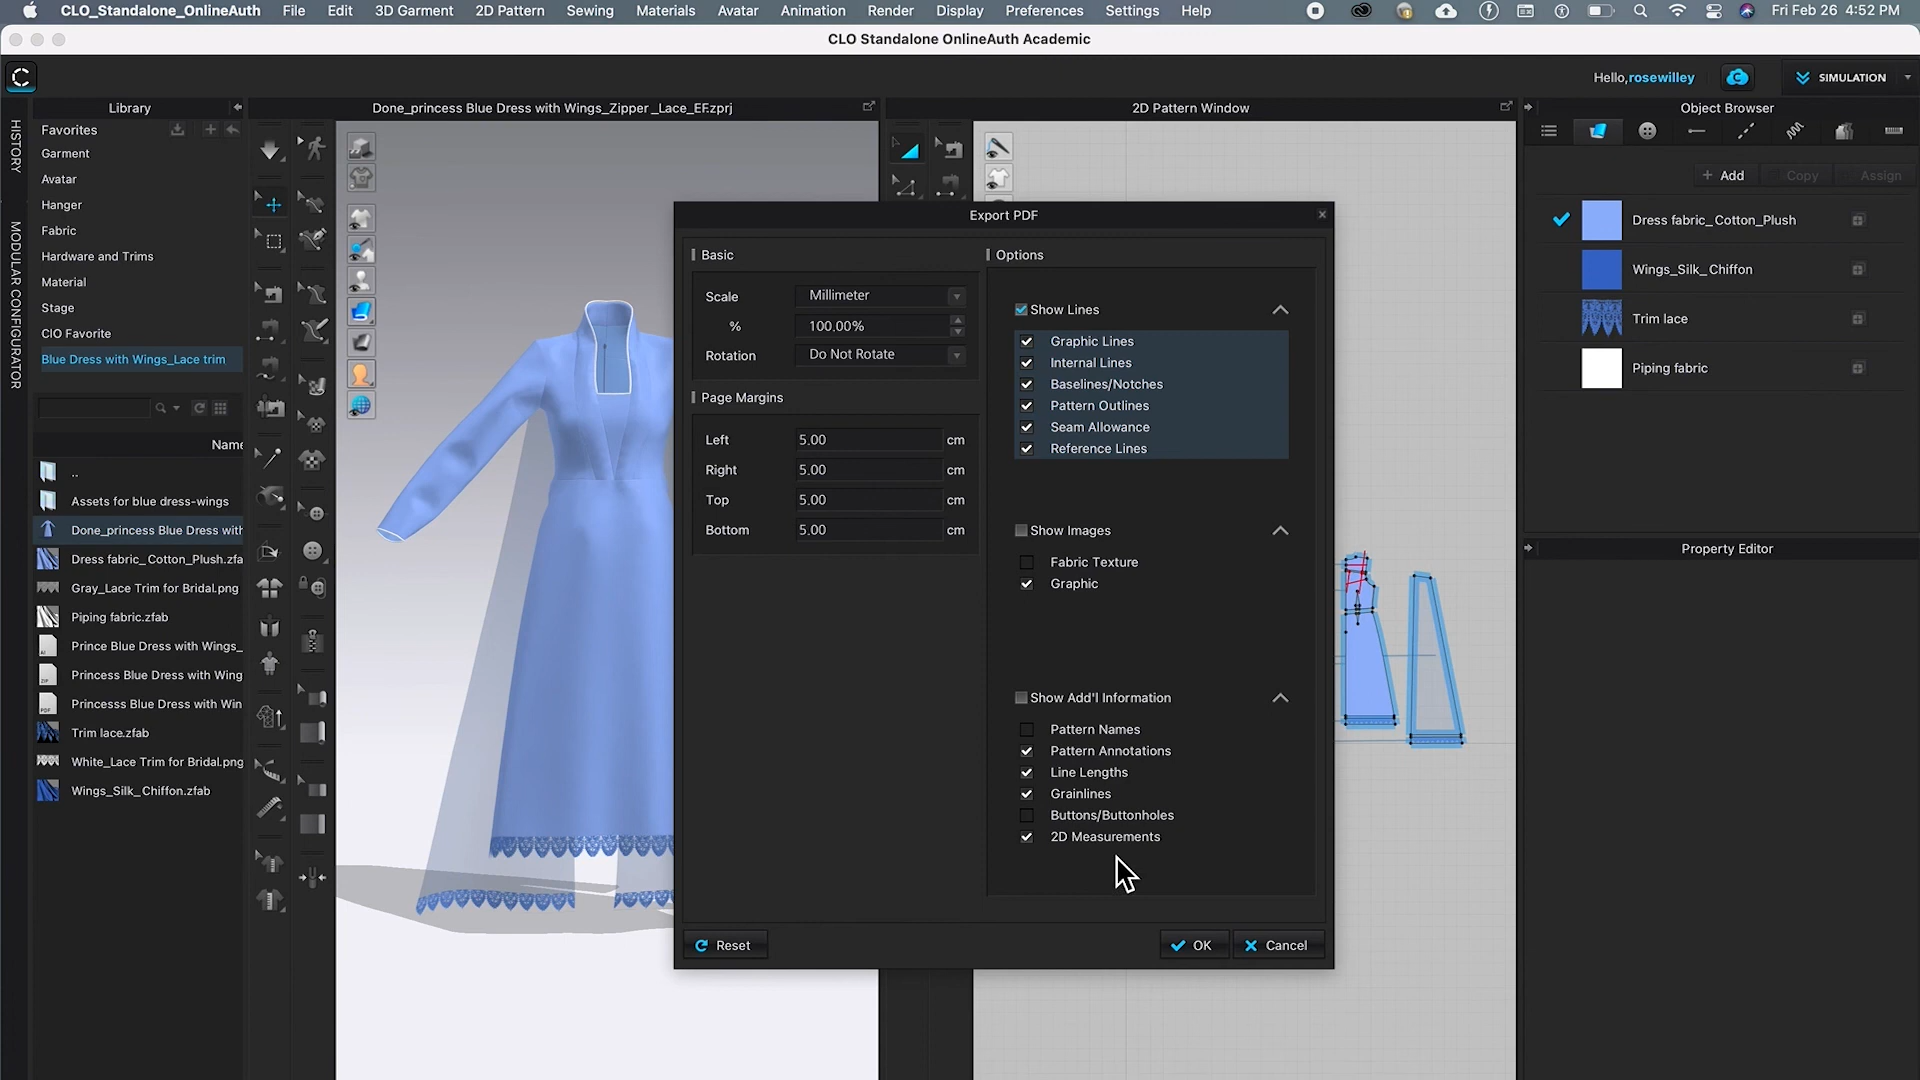 CLO_Standalone_OnlineAuth File Edit 3D Garment 2D Pattern Sewing Materials Avatar Animation Render Display Preferences Settings Help Fri Feb 26 4:52 PM
CLO Standalone OnlineAuth Academic
Hello,rosewilley SIMULATION
HISTORY
MODULAR CONFIGURATOR
Library
Favorites
Garment
Avatar
Hanger
Fabric
Hardware and Trims
Material
Stage
ClO Favorite
Blue Dress with Wings_Lace trim
Name
..
Assets for blue dress-wings
Done_princess Blue Dress with
Dress fabric_ Cotton_Plush.zfa
Gray_Lace Trim for Bridal.png
Piping fabric.zfab
Prince Blue Dress with Wings_
Princess Blue Dress with Wing
Princesss Blue Dress with Win
Trim lace.zfab
White_Lace Trim for Bridal.png
Wings_Silk_Chiffon.zfab
Done_princess Blue Dress with Wings_Zipper _Lace_EF.zprj
2D Pattern Window
Export PDF
Basic
Scale Millimeter
% 100.00%
Rotation Do Not Rotate
Page Margins
Left 5.00 cm
Right 5.00 cm
Top 5.00 cm
Bottom 5.00 cm
Options
Show Lines
Graphic Lines
Internal Lines
Baselines/Notches
Pattern Outlines
Seam Allowance
Reference Lines
Show Images
Fabric Texture
Graphic
Show Add'l Information
Pattern Names
Pattern Annotations
Line Lengths
Grainlines
Buttons/Buttonholes
2D Measurements
Reset OK Cancel
Object Browser
+ Add Copy Assign
Dress fabric_Cotton_Plush
Wings_Silk_Chiffon
Trim lace
Piping fabric
Property Editor